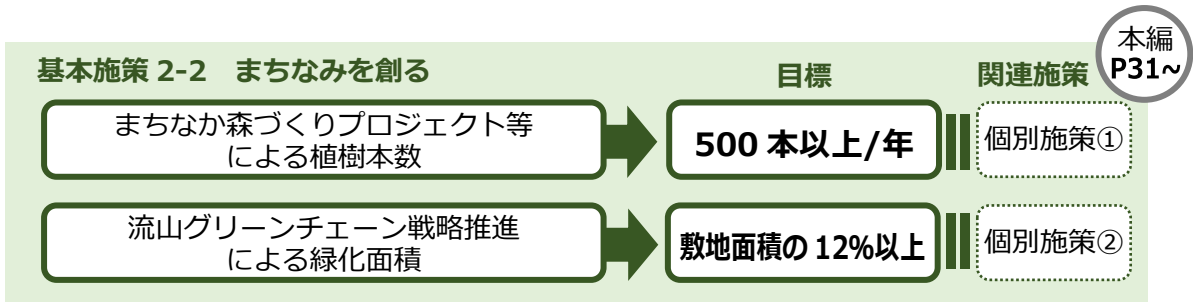 本編
P31~
基本施策 2-2 まちなみを創る
目標
関連施策
まちなか森づくりプロジェクト等
による植樹本数
500 本以上/年
個別施策①
流山グリーンチェーン戦略推進
による緑化面積
敷地面積の 12%以上
個別施策②